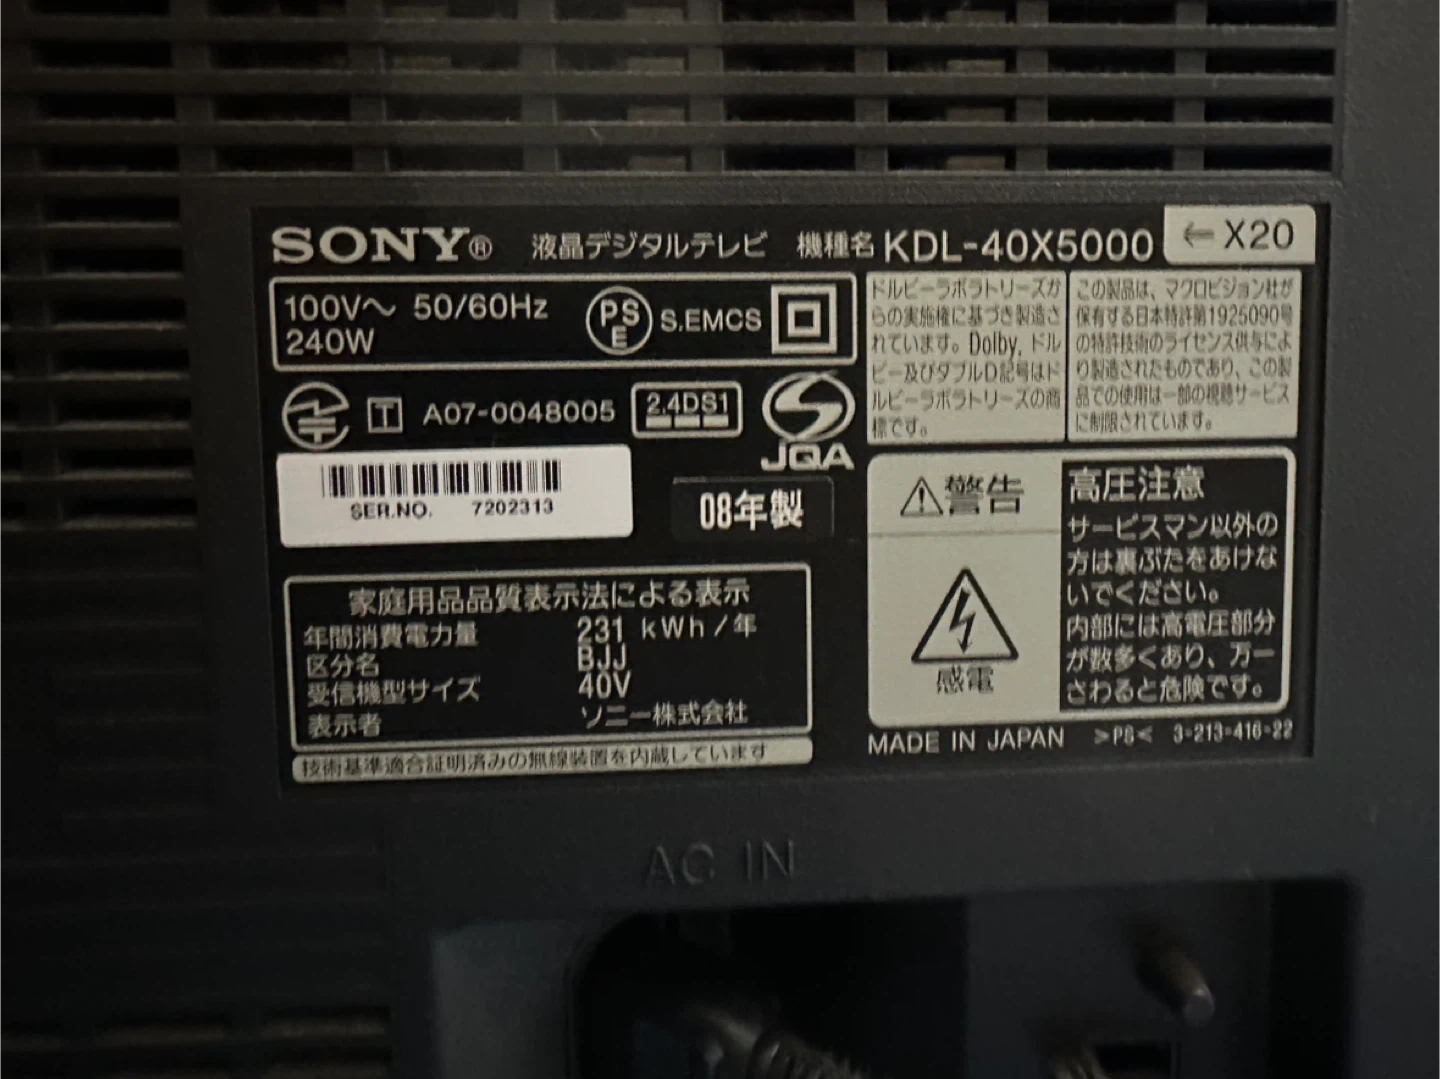 SONY® 液晶デジタルテレビ 機種名 KDL-40X5000
←X20
100V～ 50/60Hz
240W
PS
E
S.EMCS
T A07-0048005
2.4DS1
JQA
SER.NO. 7202313
08年製
ドルビーラボラトリーズか
らの実施権に基づき製造さ
れています。Dolby、ドル
ビー及びダブルD記号はド
ルビーラボラトリーズの商
標です。
この製品は、マクロビジョン社が
保有する日本特許第1925090号
の特許技術のライセンス供与によ
り製造されたものであり、この製
品での使用は一部の視聴サービス
に制限されています。
家庭用品品質表示法による表示
年間消費電力量 231 kWh/年
区分名 BJJ
受信機型サイズ 40V
表示者 ソニー株式会社
技術基準適合証明済みの無線装置を内蔵しています
警告
感電
高圧注意
サービスマン以外の
方は裏ぶたをあけな
いでください。
内部には高電圧部分
が数多くあり、万一
さわると危険です。
MADE IN JAPAN >PS< 3-213-416-22
AC IN